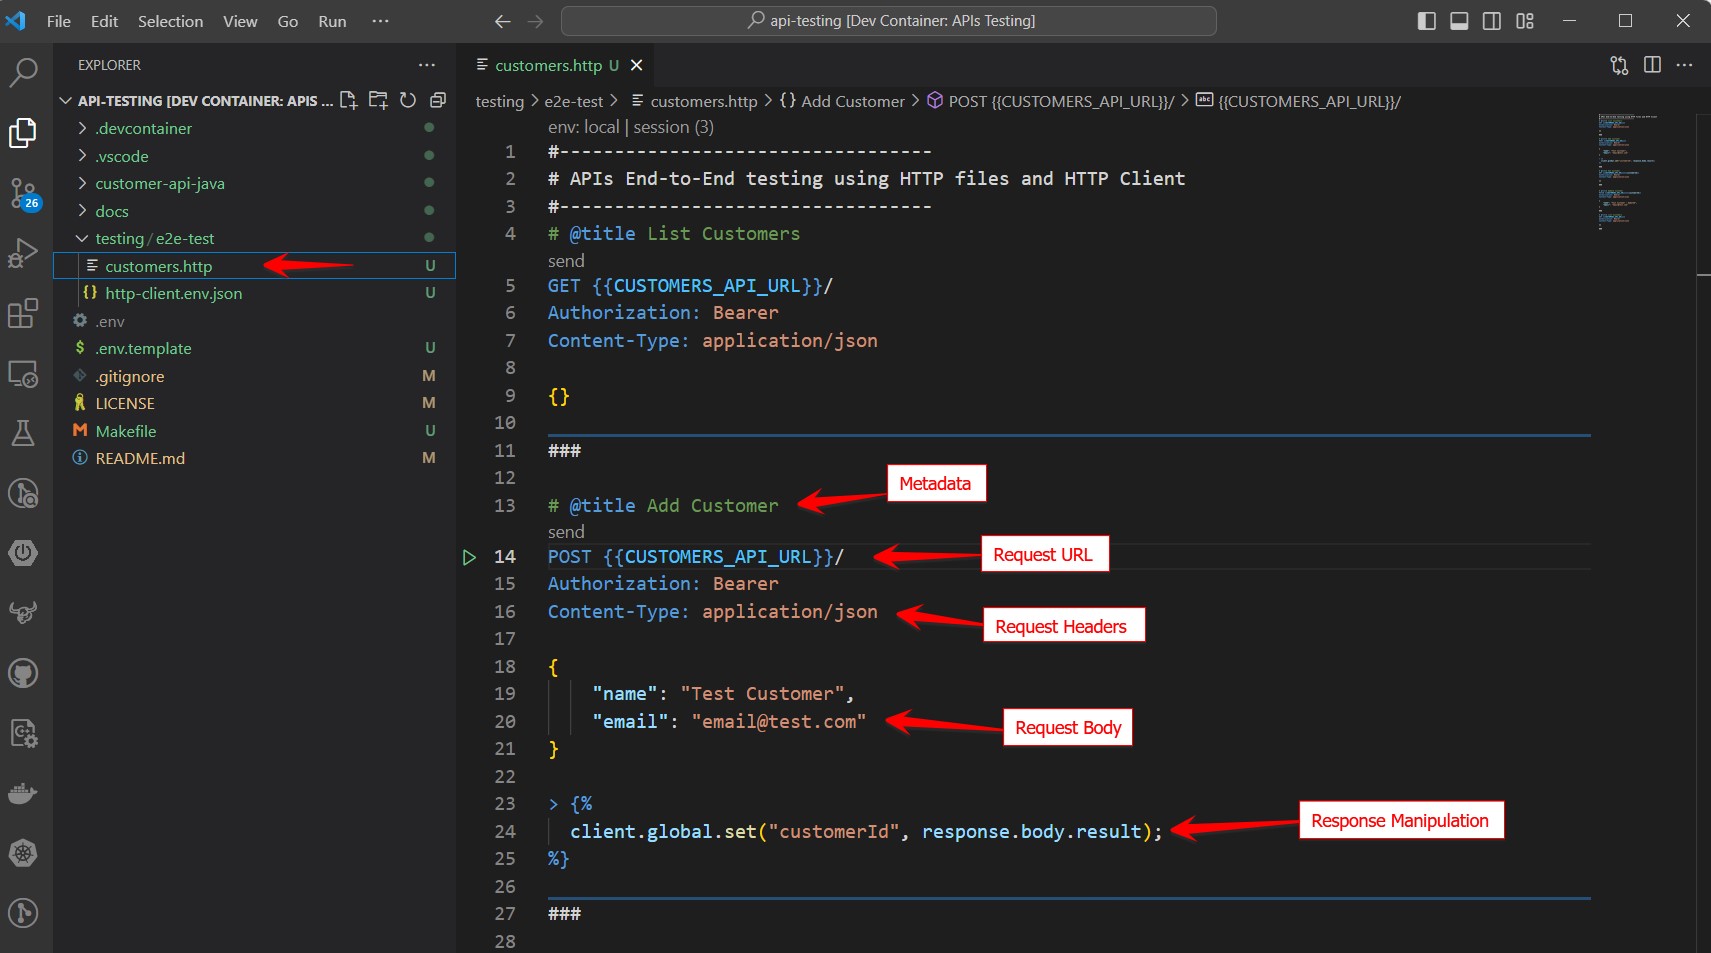 File Edit Selection View Go Run ···
api-testing [Dev Container: APIs Testing]
EXPLORER
API-TESTING [DEV CONTAINER: APIS ...
.devcontainer
.vscode
customer-api-java
docs
testing / e2e-test
customers.http U
http-client.env.json U
.env
.env.template U
.gitignore M
LICENSE M
Makefile U
README.md M
26
customers.http U
testing > e2e-test > customers.http > {} Add Customer > POST {{CUSTOMERS_API_URL}}/ > abc {{CUSTOMERS_API_URL}}/
env: local | session (3)
1 #----------------------------------
2 # APIs End-to-End testing using HTTP files and HTTP Client
3 #----------------------------------
4 # @title List Customers
send
5 GET {{CUSTOMERS_API_URL}}/
6 Authorization: Bearer
7 Content-Type: application/json
8
9 {}
10
11 ###
12
Metadata
13 # @title Add Customer
send
14 POST {{CUSTOMERS_API_URL}}/
Request URL
15 Authorization: Bearer
16 Content-Type: application/json
Request Headers
17
18 {
19 "name": "Test Customer",
20 "email": "email@test.com"
Request Body
21 }
22
23 > {%
24 client.global.set("customerId", response.body.result);
Response Manipulation
25 %}
26
27 ###
28